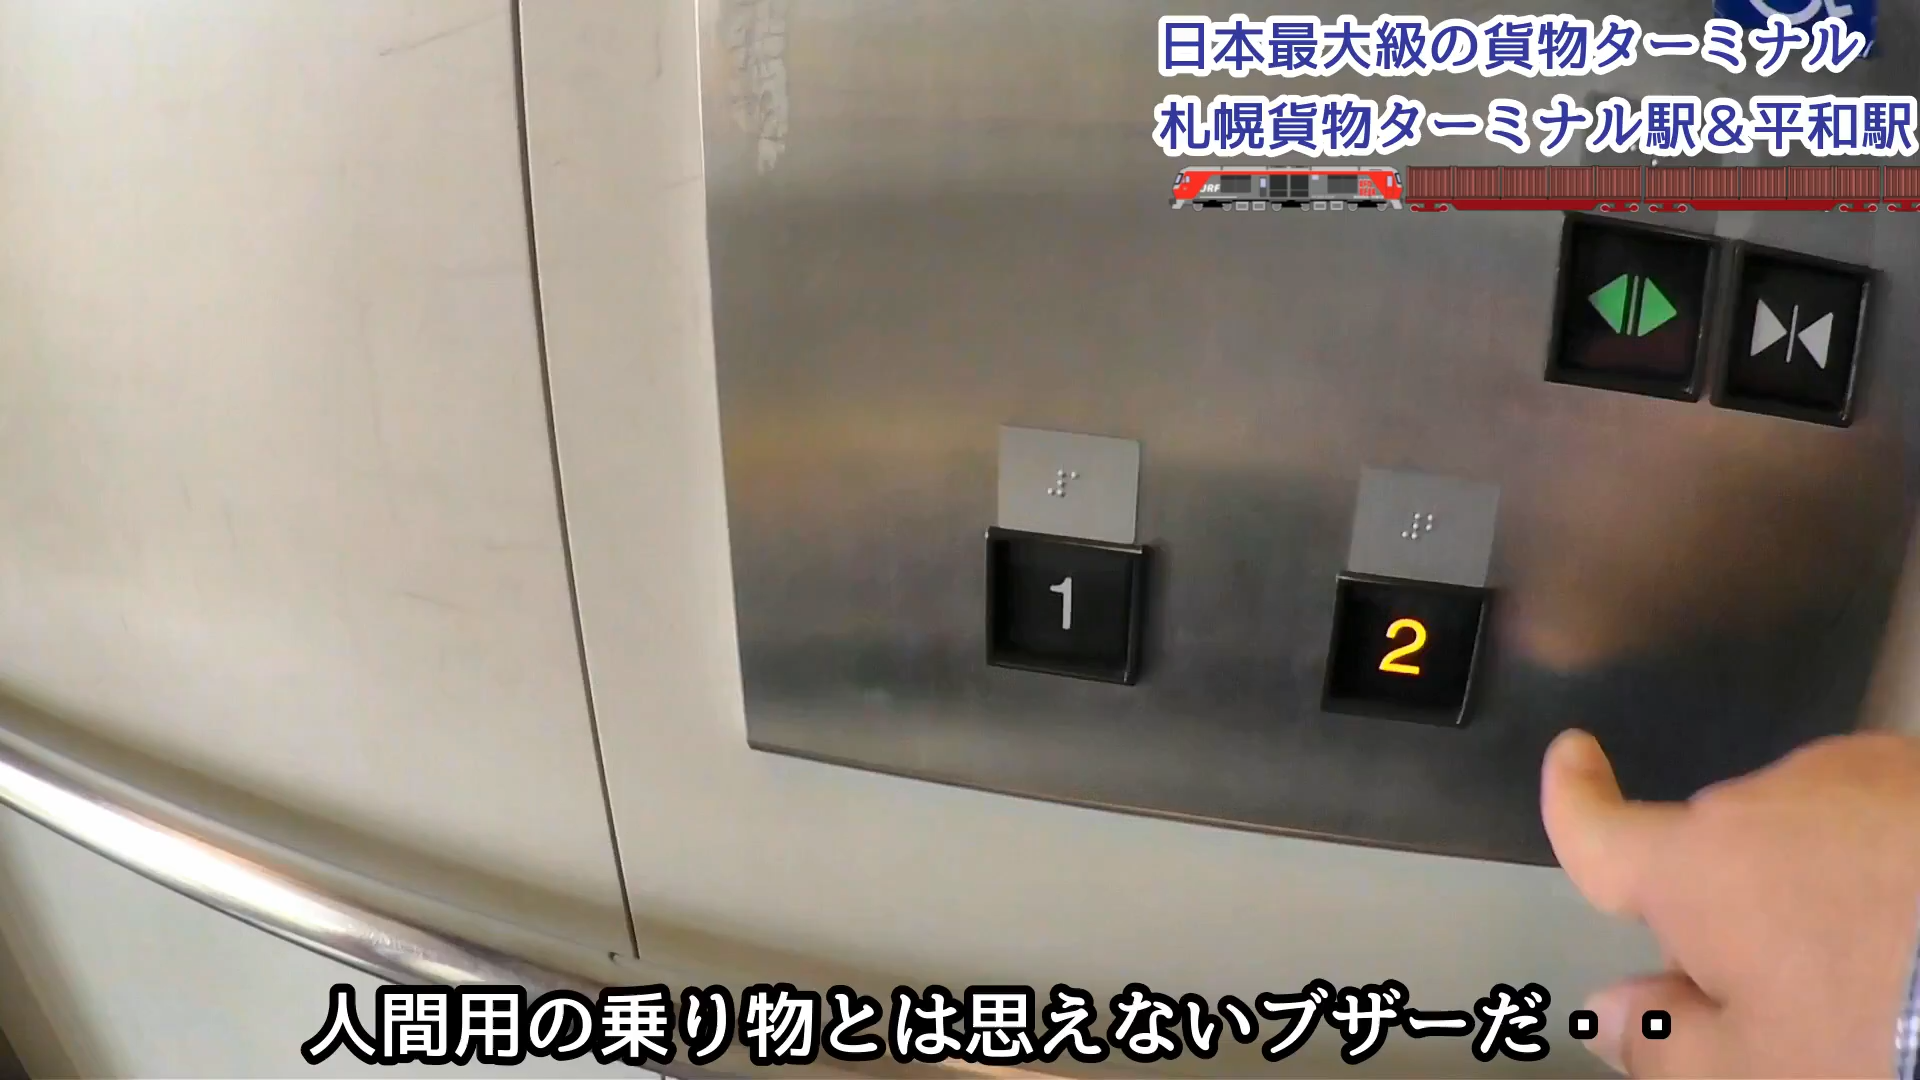 日本最大級の貨物ターミナル
札幌貨物ターミナル駅＆平和駅
JRF
1
2
人間用の乗り物とは思えないブザーだ・・